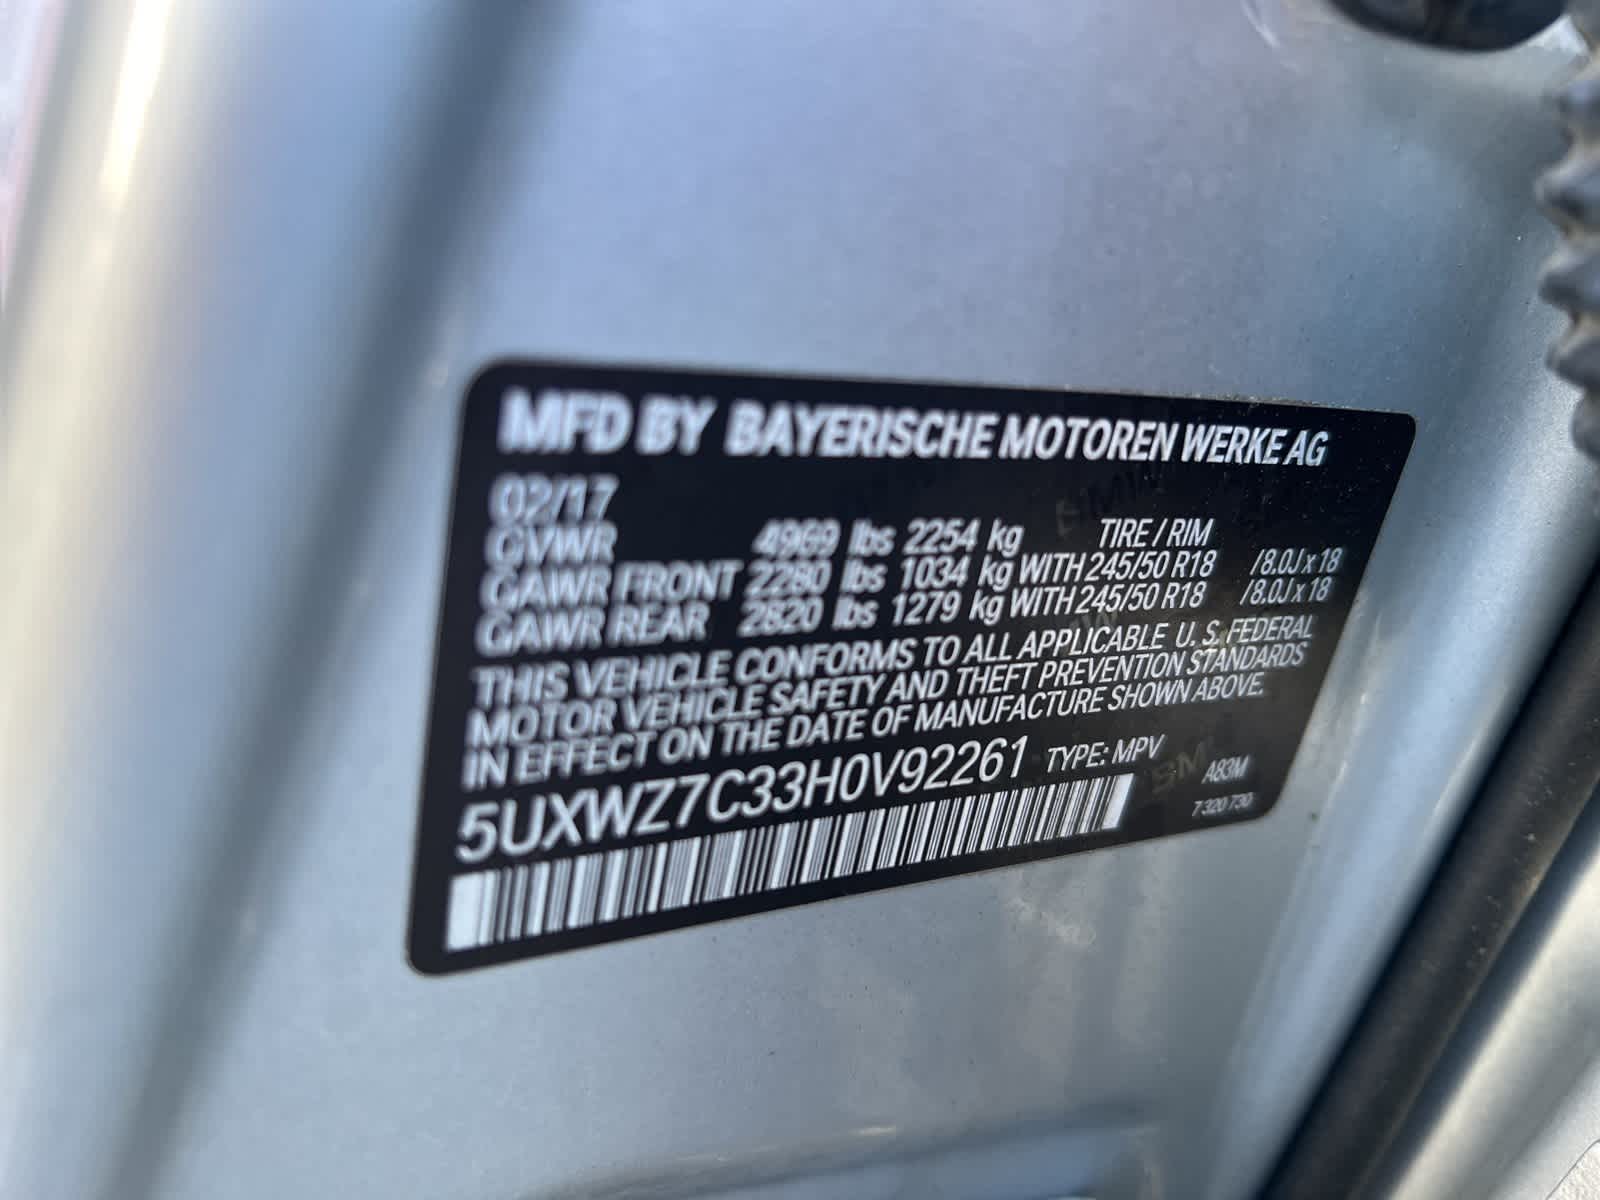 MFD BY BAYERISCHE MOTOREN WERKE AG
02/17
GVWR 4969 lbs 2254 kg TIRE / RIM
GAWR FRONT 2280 lbs 1034 kg WITH 245/50 R18 /8.0J x 18
GAWR REAR 2820 lbs 1279 kg WITH 245/50 R18 /8.0J x 18
THIS VEHICLE CONFORMS TO ALL APPLICABLE U. S. FEDERAL
MOTOR VEHICLE SAFETY AND THEFT PREVENTION STANDARDS
IN EFFECT ON THE DATE OF MANUFACTURE SHOWN ABOVE.
5UXWZ7C33H0V92261 TYPE: MPV
A83M
7 320 730